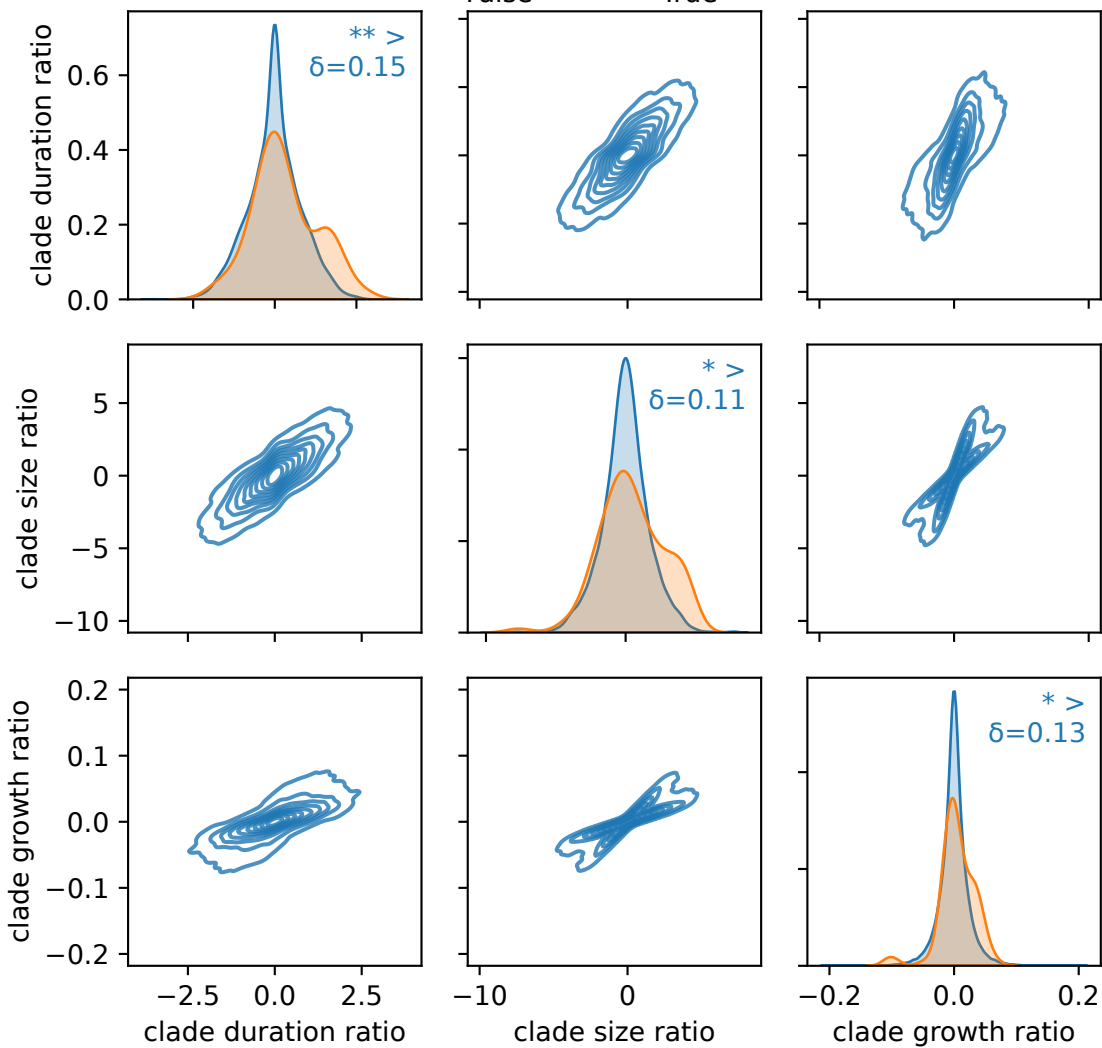 False True
clade duration ratio
0.6
0.4
0.2
0.0
** >
δ=0.15
clade size ratio
5
0
−5
−10
* >
δ=0.11
clade growth ratio
0.2
0.1
0.0
−0.1
−0.2
* >
δ=0.13
−2.5 0.0 2.5
−10 0
−0.2 0.0 0.2
clade duration ratio
clade size ratio
clade growth ratio